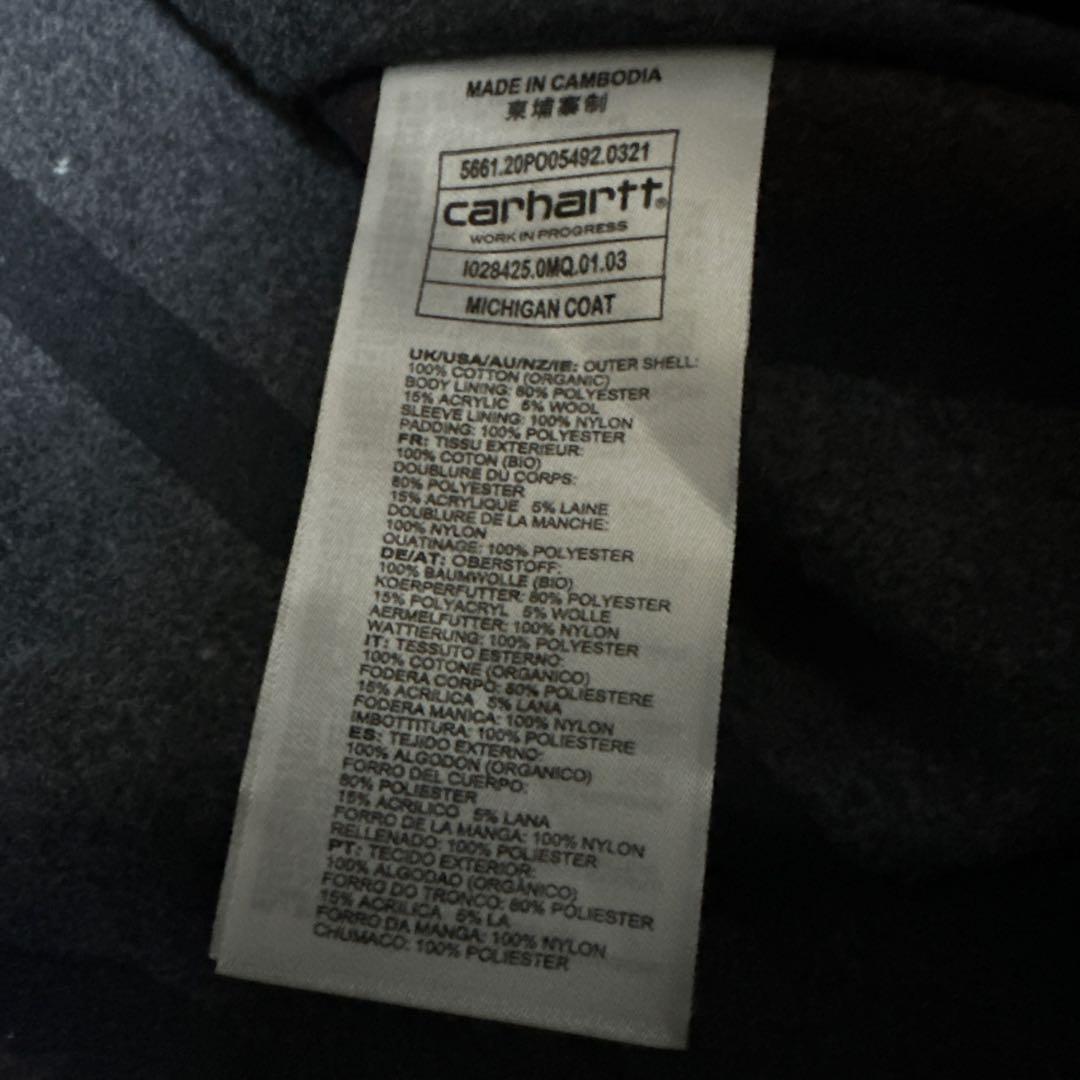 MADE IN CAMBODIA
柬埔寨制
5661.20PO05492.0321
carhartt®
WORK IN PROGRESS
I028425.0MQ.01.03
MICHIGAN COAT
UK/USA/AU/NZ/IE: OUTER SHELL:
100% COTTON (ORGANIC)
BODY LINING: 80% POLYESTER
15% ACRYLIC 5% WOOL
SLEEVE LINING: 100% NYLON
PADDING: 100% POLYESTER
FR: TISSU EXTERIEUR:
100% COTON (BIO)
DOUBLURE DU CORPS:
80% POLYESTER
15% ACRYLIQUE 5% LAINE
DOUBLURE DE LA MANCHE:
100% NYLON
OUATINAGE: 100% POLYESTER
DE/AT: OBERSTOFF:
100% BAUMWOLLE (BIO)
KOERPERFUTTER: 80% POLYESTER
15% POLYACRYL 5% WOLLE
AERMELFUTTER: 100% NYLON
WATTIERUNG: 100% POLYESTER
IT: TESSUTO ESTERNO:
100% COTONE (ORGANICO)
FODERA CORPO: 80% POLIESTERE
15% ACRILICA 5% LANA
FODERA MANICA: 100% NYLON
IMBOTTITURA: 100% POLIESTERE
ES: TEJIDO EXTERNO:
100% ALGODON (ORGANICO)
FORRO DEL CUERPO:
80% POLIESTER
15% ACRILICO 5% LANA
FORRO DE LA MANGA: 100% NYLON
RELLENADO: 100% POLIESTER
PT: TECIDO EXTERIOR:
100% ALGODAO (ORGÂNICO)
FORRO DO TRONCO: 80% POLIESTER
15% ACRILICA 5% LA
FORRO DA MANGA: 100% NYLON
CHUMACO: 100% POLIESTER